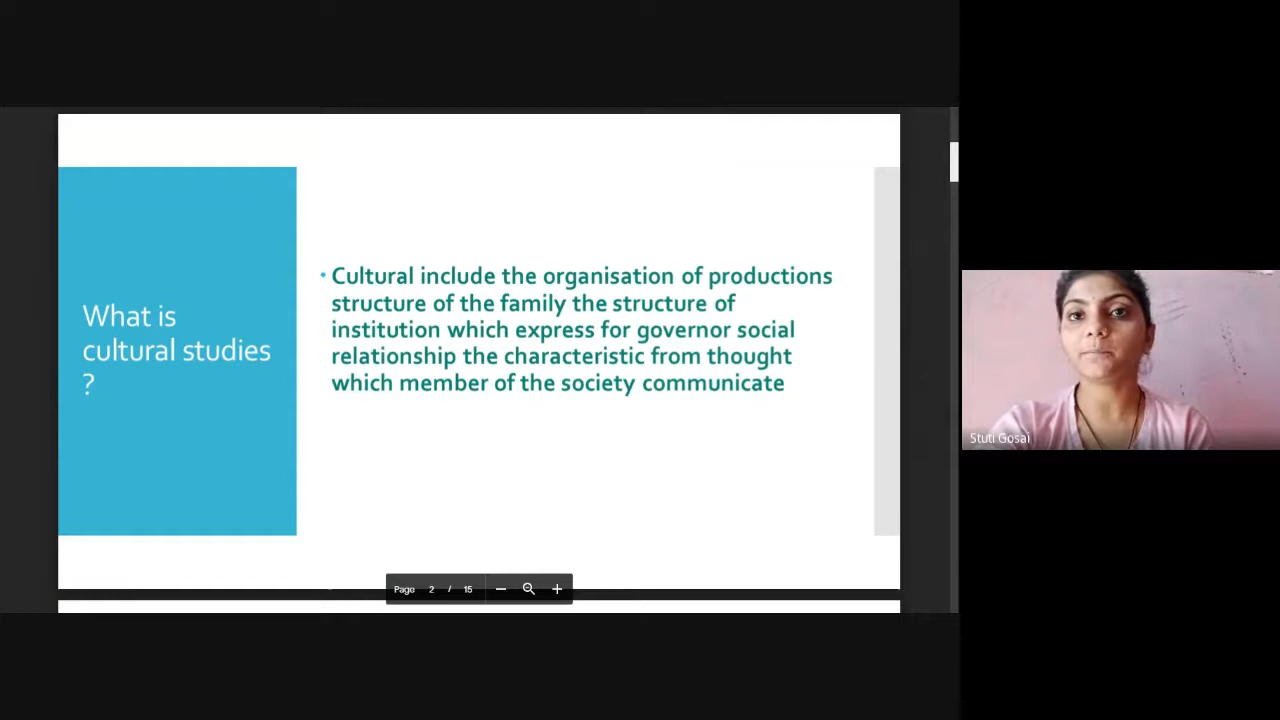 What is
cultural studies
?
• Cultural include the organisation of productions
structure of the family the structure of
institution which express for governor social
relationship the characteristic from thought
which member of the society communicate
Page 2 / 15
Stuti Gosai